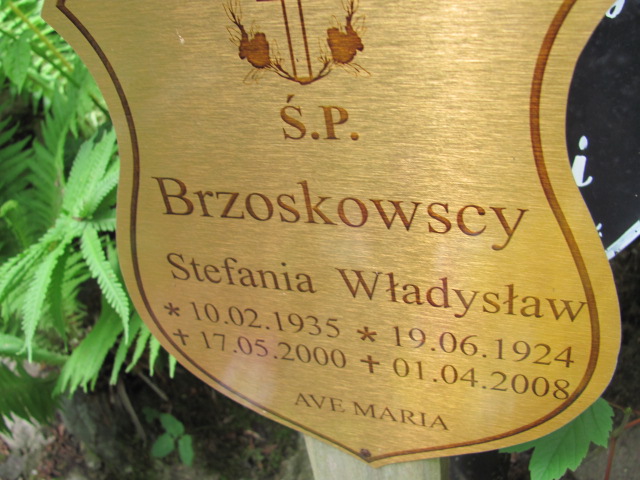 Ś.P.
Brzoskowscy
Stefania Władysław
* 10.02.1935 * 19.06.1924
+ 17.05.2000 + 01.04.2008
AVE MARIA